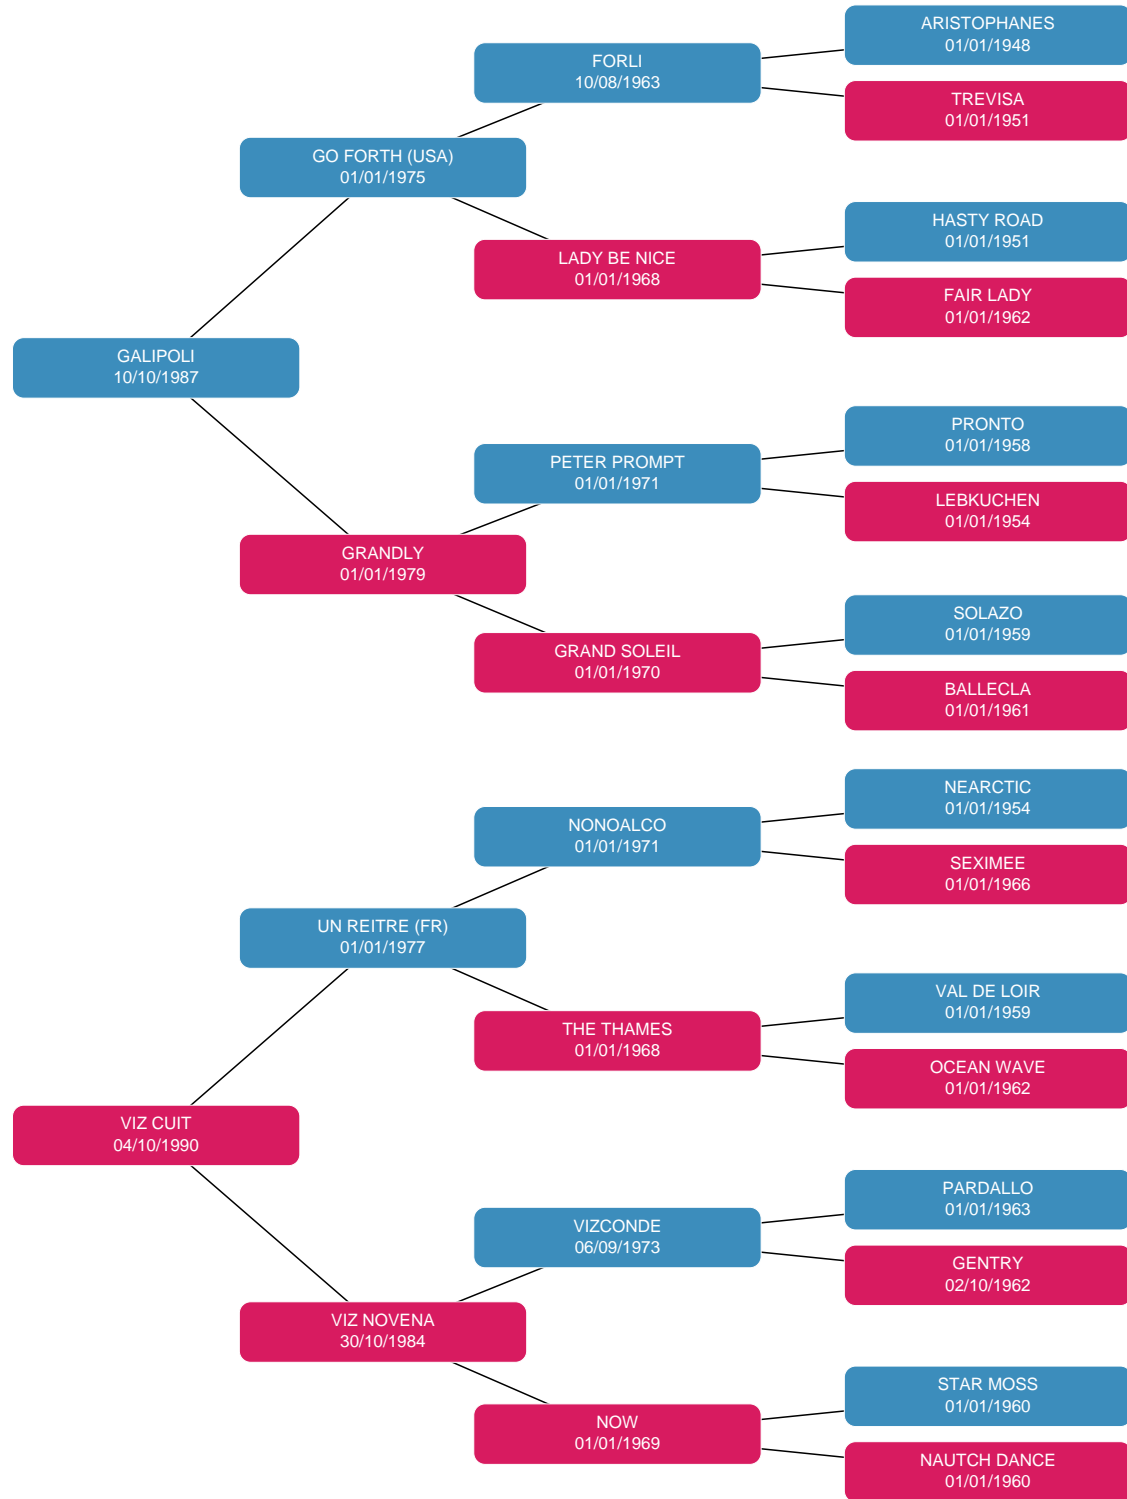 ARISTOPHANES
01/01/1948
FORLI
10/08/1963
TREVISA
01/01/1951
GO FORTH (USA)
01/01/1975
HASTY ROAD
01/01/1951
LADY BE NICE
01/01/1968
FAIR LADY
01/01/1962
GALIPOLI
10/10/1987
PRONTO
01/01/1958
PETER PROMPT
01/01/1971
LEBKUCHEN
01/01/1954
GRANDLY
01/01/1979
SOLAZO
01/01/1959
GRAND SOLEIL
01/01/1970
BALLECLA
01/01/1961
NEARCTIC
01/01/1954
NONOALCO
01/01/1971
SEXIMEE
01/01/1966
UN REITRE (FR)
01/01/1977
VAL DE LOIR
01/01/1959
THE THAMES
01/01/1968
OCEAN WAVE
01/01/1962
VIZ CUIT
04/10/1990
PARDALLO
01/01/1963
VIZCONDE
06/09/1973
GENTRY
02/10/1962
VIZ NOVENA
30/10/1984
STAR MOSS
01/01/1960
NOW
01/01/1969
NAUTCH DANCE
01/01/1960